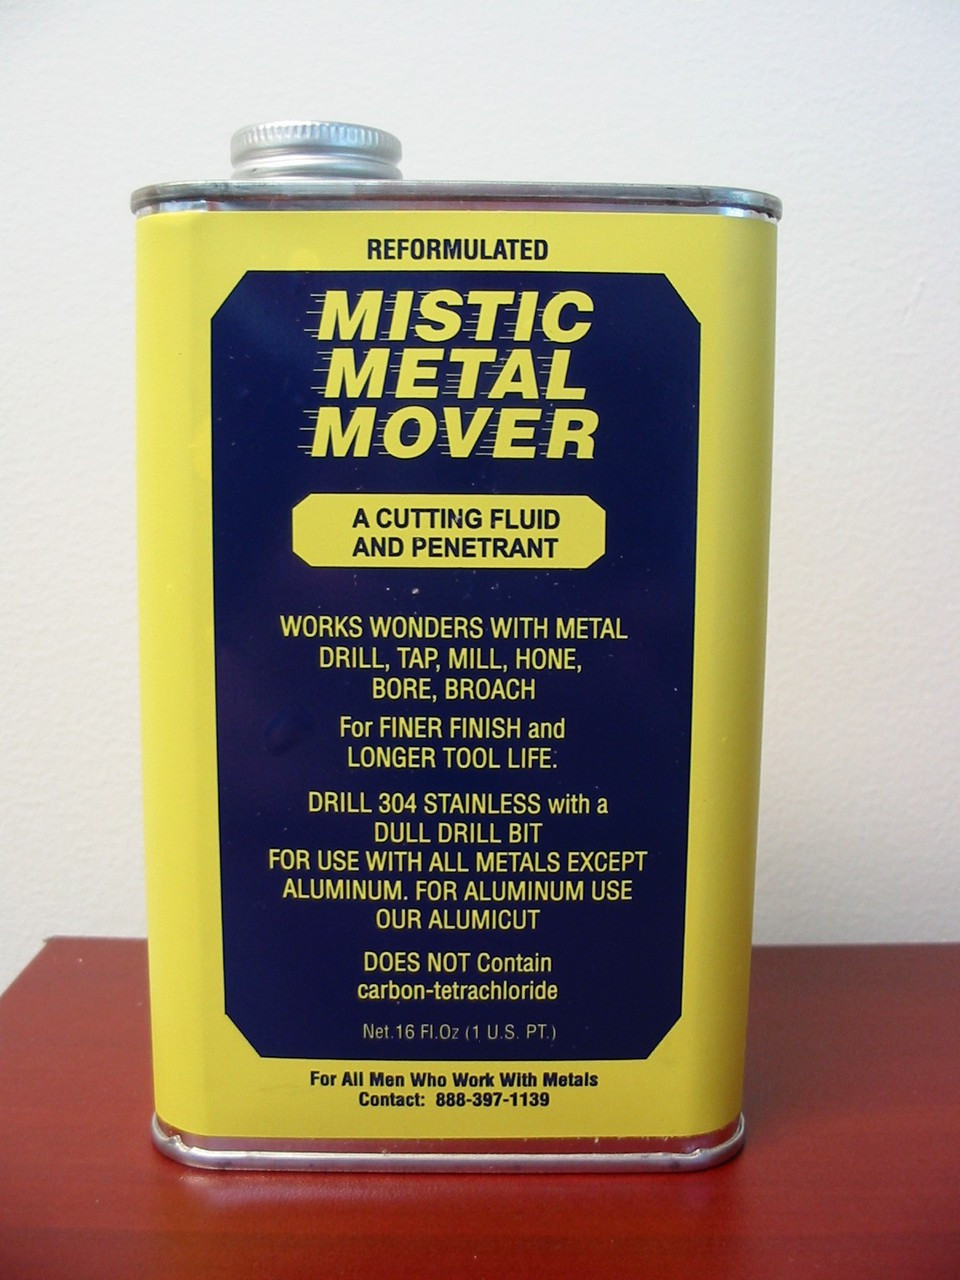 REFORMULATED
MISTIC
METAL
MOVER
A CUTTING FLUID
AND PENETRANT
WORKS WONDERS WITH METAL
DRILL, TAP, MILL, HONE,
BORE, BROACH
For FINER FINISH and
LONGER TOOL LIFE.
DRILL 304 STAINLESS with a
DULL DRILL BIT
FOR USE WITH ALL METALS EXCEPT
ALUMINUM. FOR ALUMINUM USE
OUR ALUMICUT
DOES NOT Contain
carbon-tetrachloride
Net.16 Fl.Oz (1 U.S. PT.)
For All Men Who Work With Metals
Contact: 888-397-1139